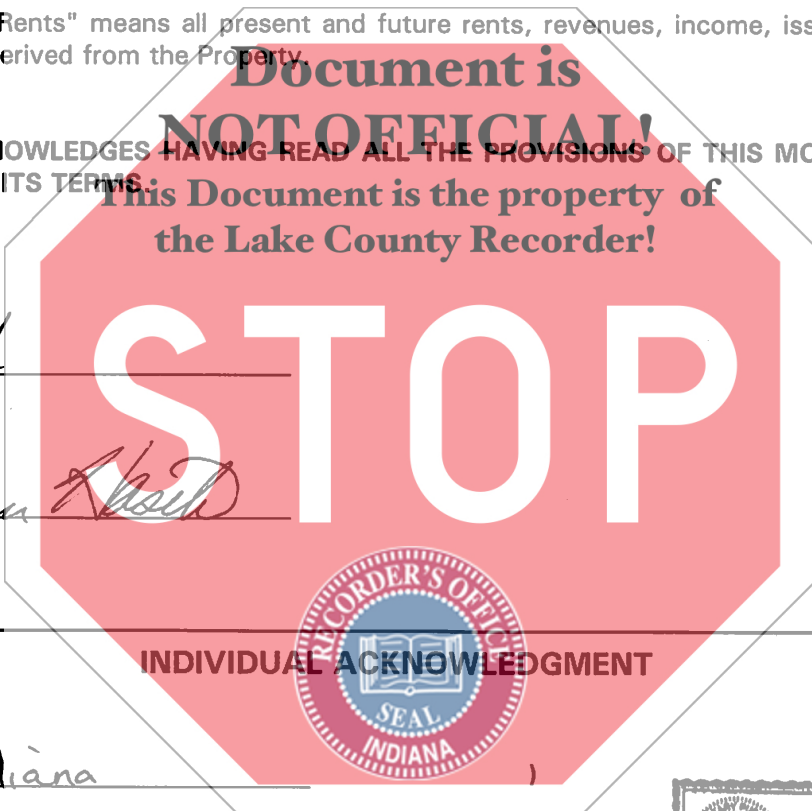 Rents" means all present and future rents, revenues, income, iss
erived from the Property.
Document is
NOT OFFICIAL!
OWLEDGES HAVING READ ALL THE PROVISIONS OF THIS MO
ITS TERMS.
This Document is the property of
the Lake County Recorder!
STOP
RECORDER'S OFFICE
INDIVIDUAL ACKNOWLEDGMENT
SEAL
INDIANA
iana )